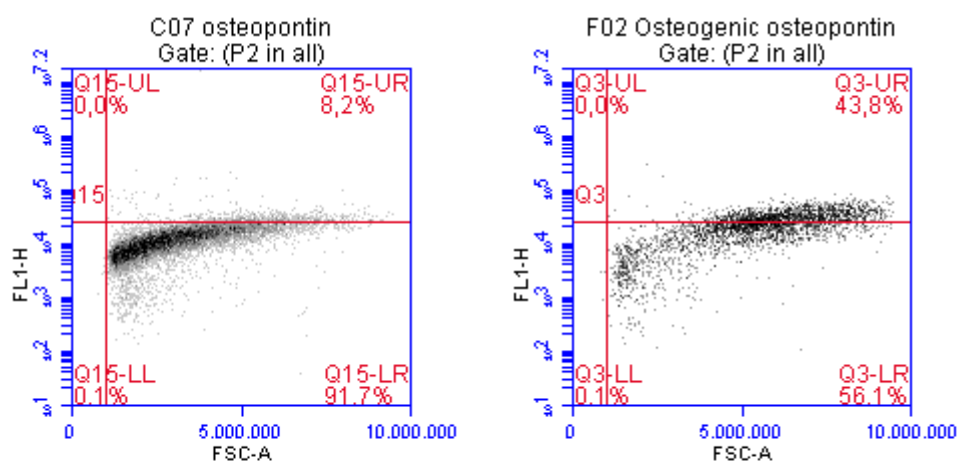 C07 osteopontin
Gate: (P2 in all)
Q15-UL
0,0%
Q15-UR
8,2%
Q15-LL
0,1%
Q15-LR
91,7%
FL1-H
0
5.000.000
10.000.000
FSC-A
F02 Osteogenic osteopontin
Gate: (P2 in all)
Q3-UL
0,0%
Q3-UR
43,8%
Q3
Q3-LL
0,1%
Q3-LR
56,1%
FL1-H
0
5.000.000
10.000.000
FSC-A